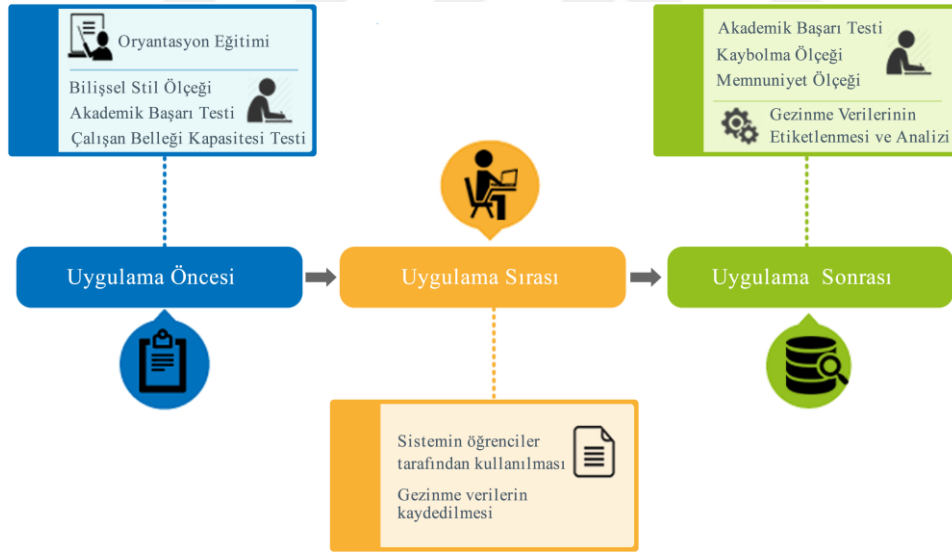 Oryantasyon Eğitimi
Bilişsel Stil Ölçeği
Akademik Başarı Testi
Çalışan Belleği Kapasitesi Testi
Akademik Başarı Testi
Kaybolma Ölçeği
Memnuniyet Ölçeği
Gezinme Verilerinin
Etiketlenmesi ve Analizi
Uygulama Öncesi
Uygulama Sırası
Uygulama Sonrası
Sistemin öğrenciler
tarafından kullanılması
Gezinme verilerin
kaydedilmesi